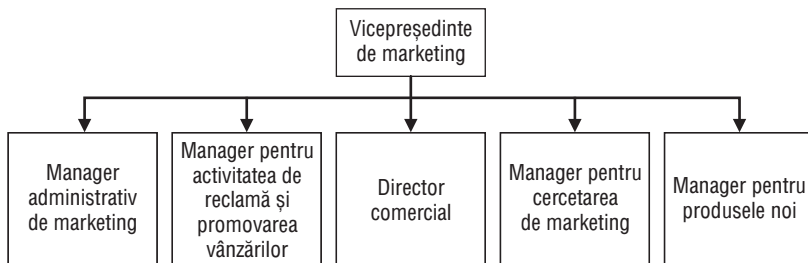 Vicepreședinte
de marketing
Manager
administrativ
de marketing
Manager pentru
activitatea de
reclamă și
promovarea
vânzărilor
Director
comercial
Manager pentru
cercetarea
de marketing
Manager pentru
produsele noi